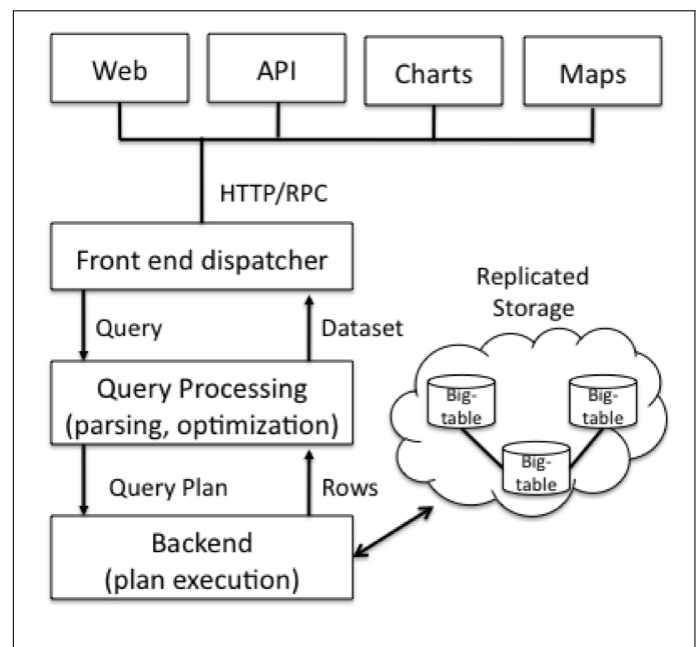 Web
API
Charts
Maps
HTTP/RPC
Front end dispatcher
Query
Dataset
Query Processing
(parsing, optimization)
Query Plan
Rows
Backend
(plan execution)
Replicated
Storage
Big-
table
Big-
table
Big-
table